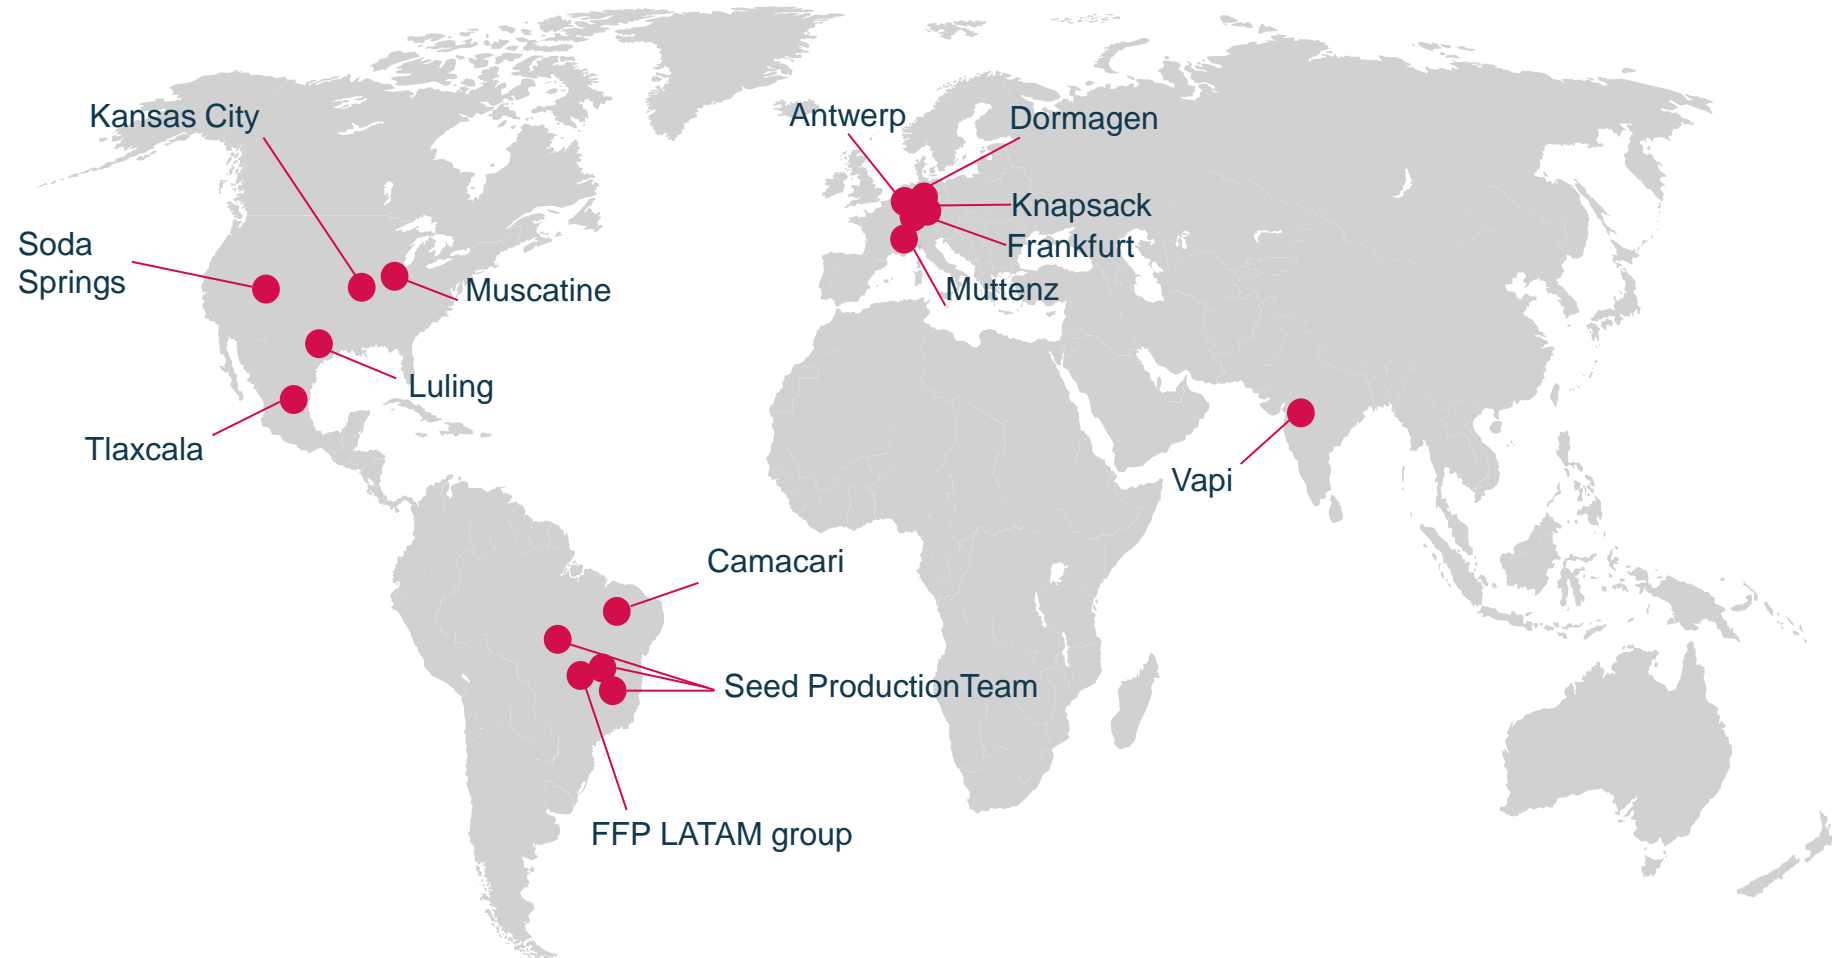 Kansas City
Antwerp
Dormagen
Knapsack
Soda
Springs
Frankfurt
Muscatine
Muttenz
Luling
Tlaxcala
Vapi
Camacari
Seed ProductionTeam
FFP LATAM group